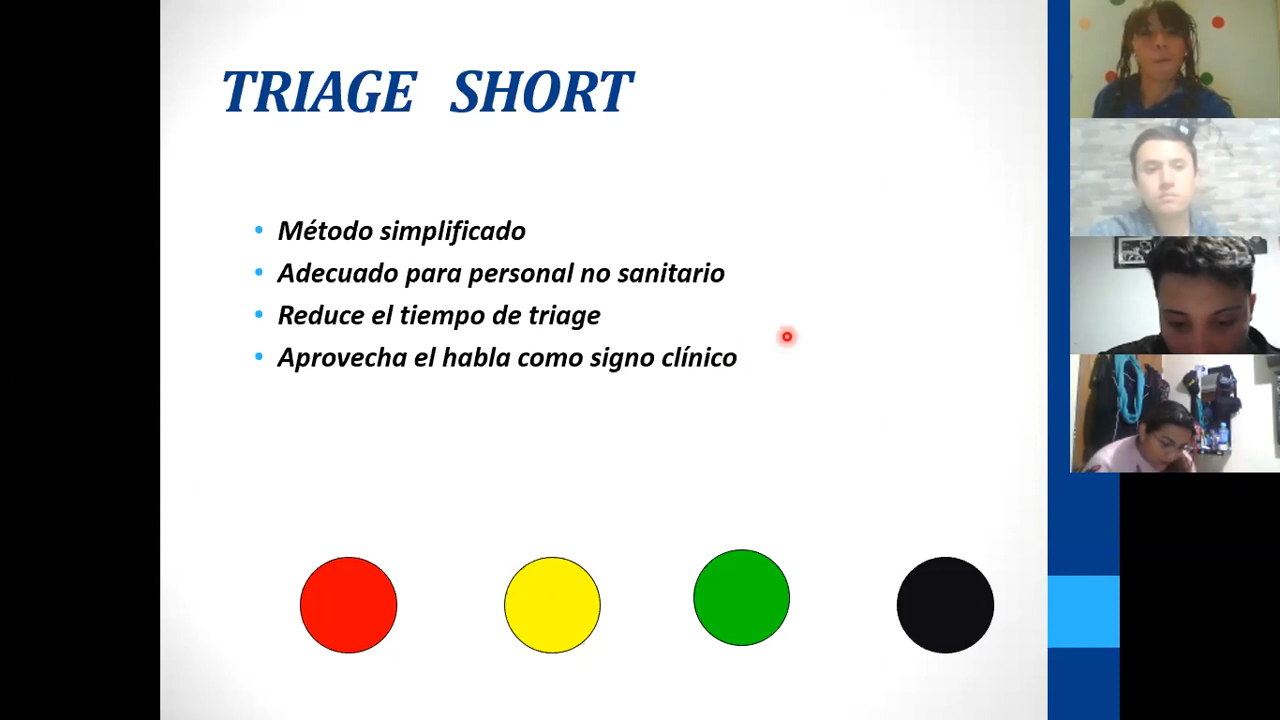 TRIAGE SHORT
• Método simplificado
• Adecuado para personal no sanitario
• Reduce el tiempo de triage
• Aprovecha el habla como signo clínico